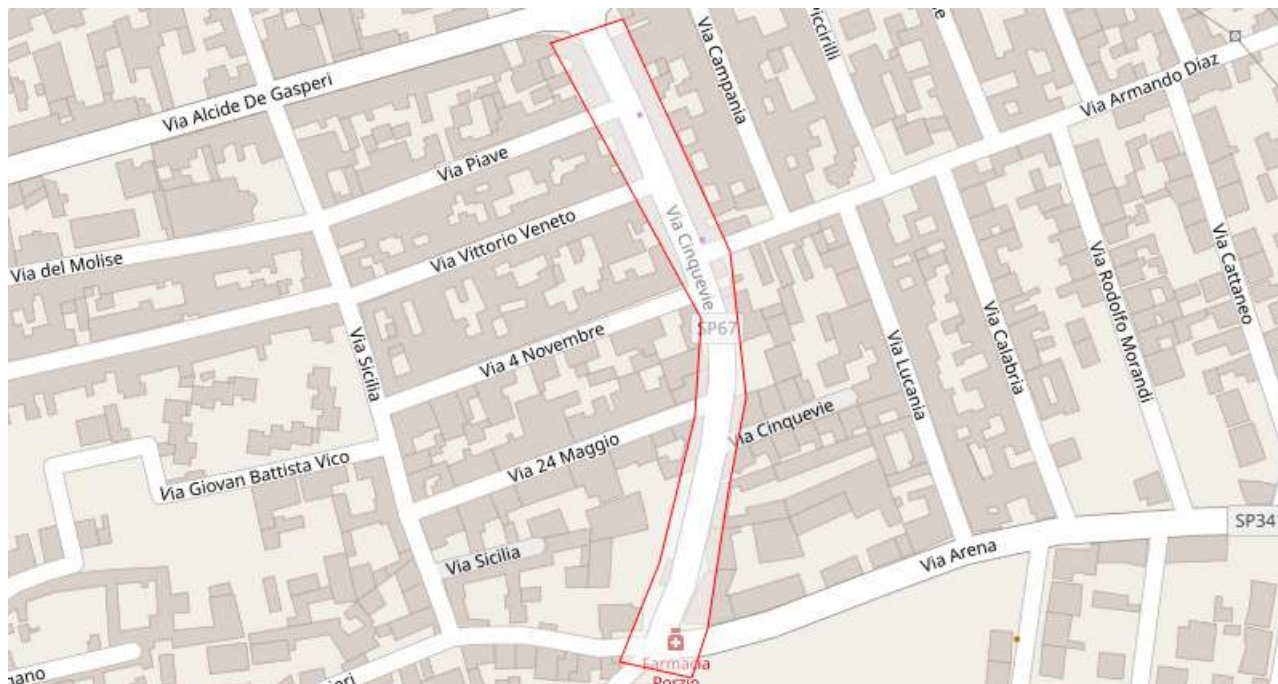 Via Campania
Piccirilli
Via Armando Diaz
Via Alcide De Gasperi
Via Piave
Via Cinquevie
Via Vittorio Veneto
Via del Molise
Via Cattaneo
Via Rodolfo Morandi
Via Calabria
Via Lucania
SP67
Via 4 Novembre
Via Sicilia
Via Cinquevie
Via 24 Maggio
Via Giovan Battista Vico
SP34
Via Sicilia
Via Arena
Farmacia
Porzio